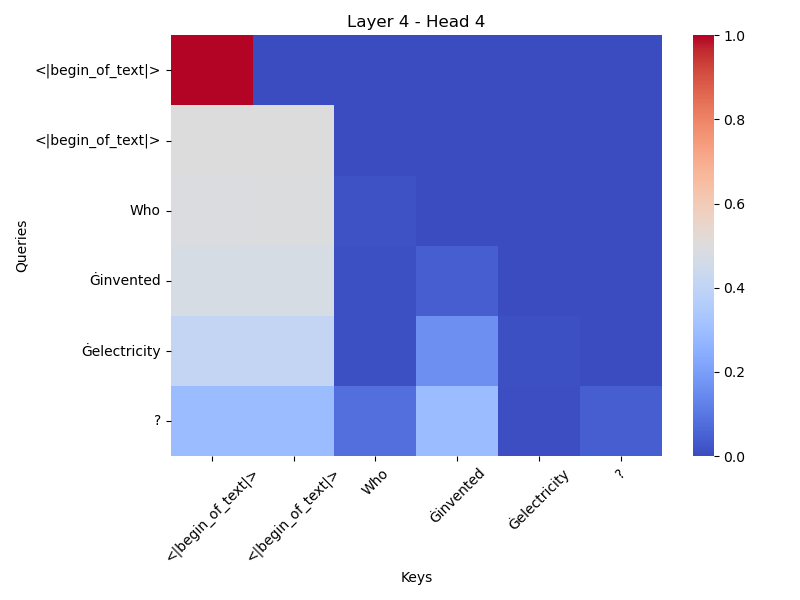 Layer 4 - Head 4
<|begin_of_text|>
<|begin_of_text|>
Who
Ġinvented
Ġelectricity
?
Queries
<|begin_of_text|>
<|begin_of_text|>
Who
Ġinvented
Ġelectricity
?
Keys
1.0
0.8
0.6
0.4
0.2
0.0